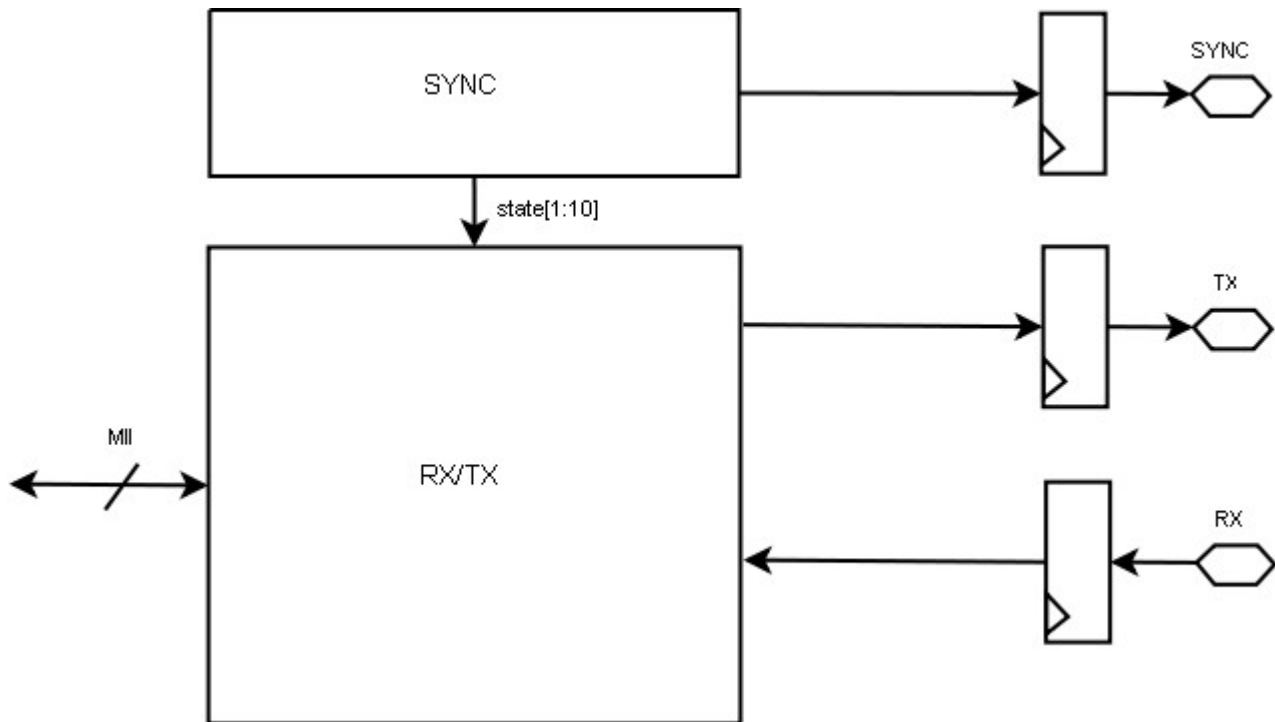 SYNC
SYNC
state[1:10]
TX
MII
RX/TX
RX